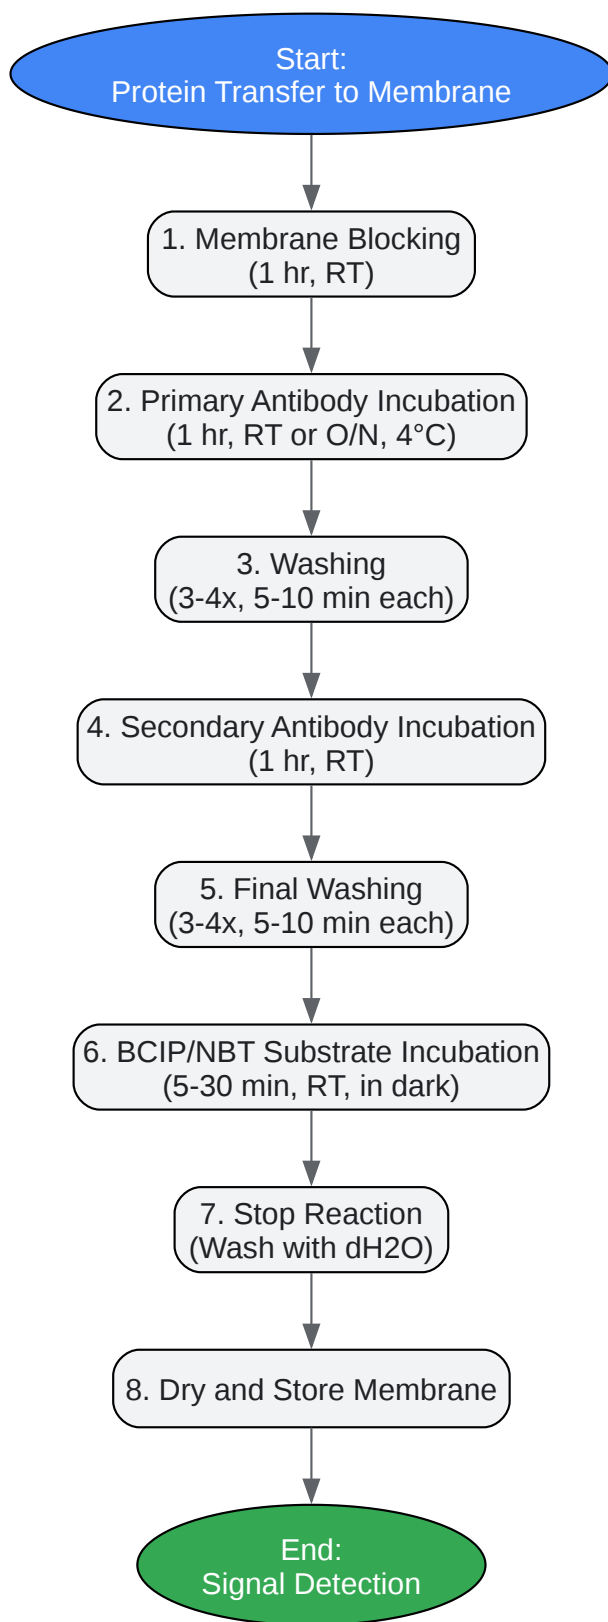 Start:
Protein Transfer to Membrane
1. Membrane Blocking
(1 hr, RT)
2. Primary Antibody Incubation
(1 hr, RT or O/N, 4°C)
3. Washing
(3-4x, 5-10 min each)
4. Secondary Antibody Incubation
(1 hr, RT)
5. Final Washing
(3-4x, 5-10 min each)
6. BCIP/NBT Substrate Incubation
(5-30 min, RT, in dark)
7. Stop Reaction
(Wash with dH2O)
8. Dry and Store Membrane
End:
Signal Detection